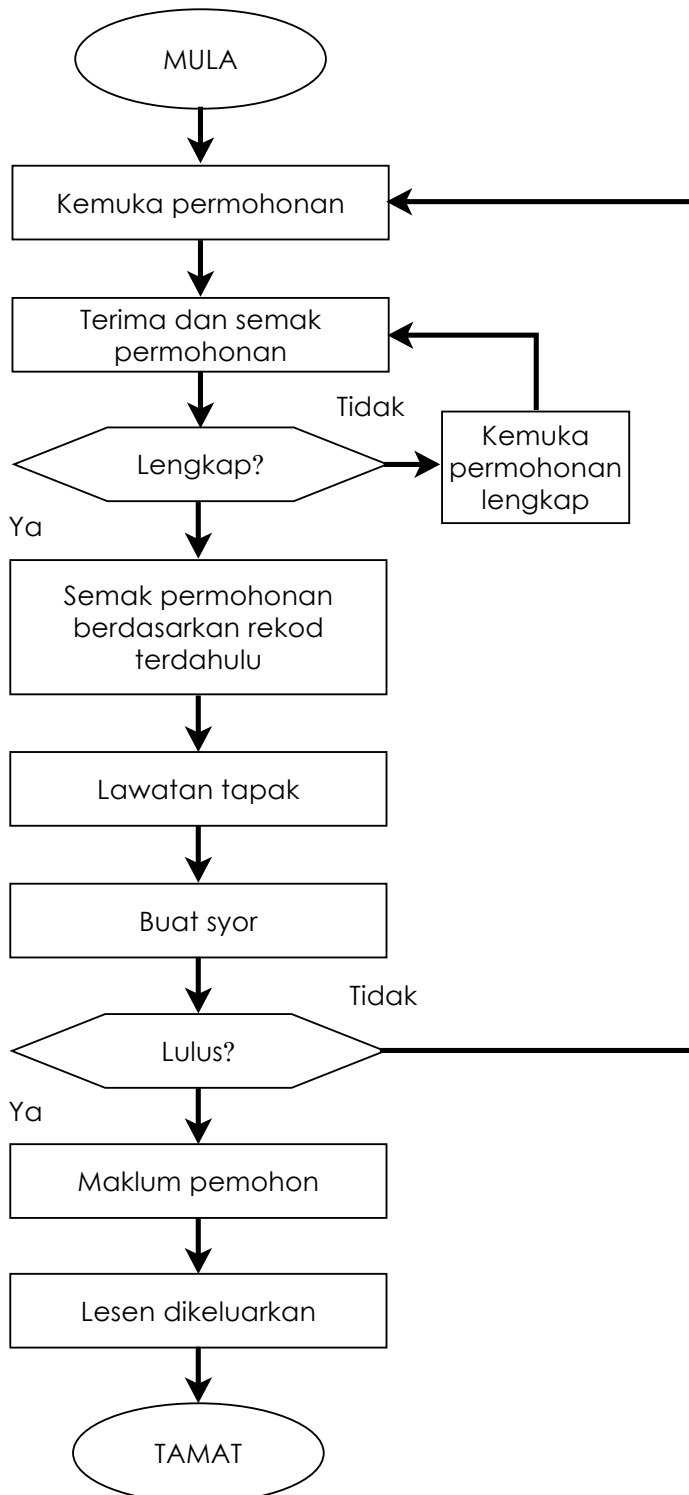 MULA
Kemuka permohonan
Terima dan semak
permohonan
Tidak
Lengkap?
Kemuka
permohonan
lengkap
Ya
Semak permohonan
berdasarkan rekod
terdahulu
Lawatan tapak
Buat syor
Tidak
Lulus?
Ya
Maklum pemohon
Lesen dikeluarkan
TAMAT